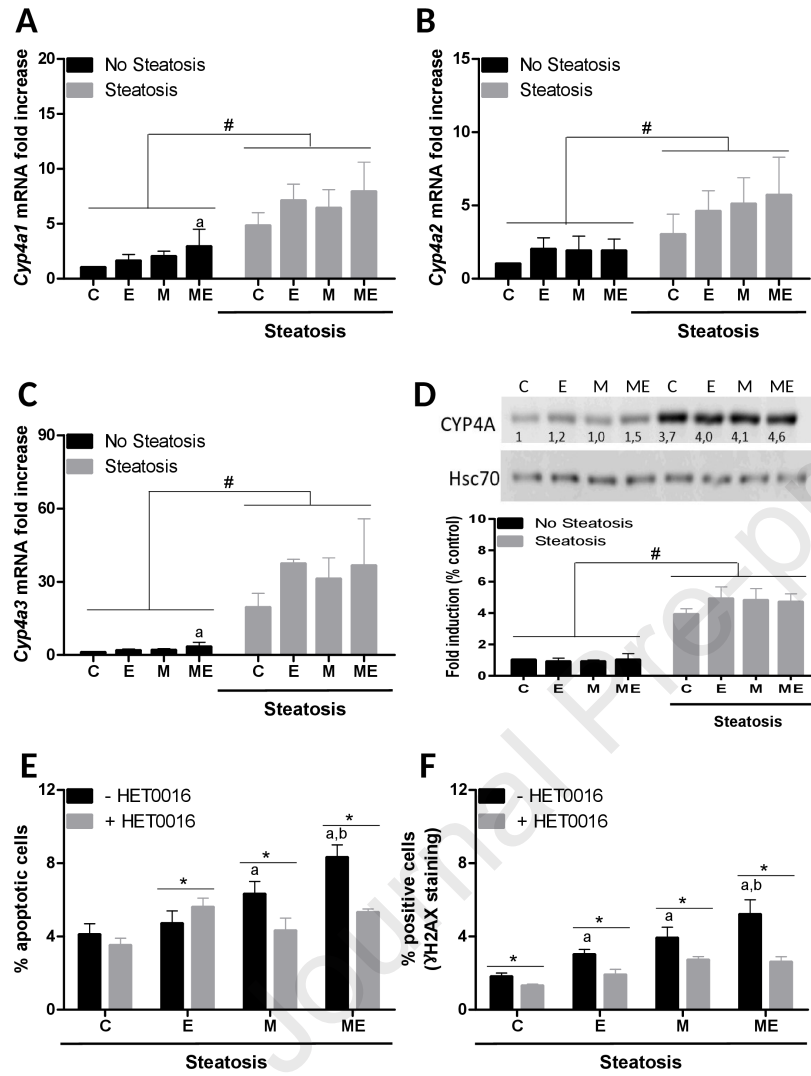 A
Cyp4a1 mRNA fold increase
20
15
10
5
0
No Steatosis
Steatosis
#
a
C E M ME C E M ME
Steatosis
B
Cyp4a2 mRNA fold increase
15
10
5
0
No Steatosis
Steatosis
#
C E M ME C E M ME
Steatosis
C
Cyp4a3 mRNA fold increase
90
60
30
0
No Steatosis
Steatosis
#
a
C E M ME C E M ME
Steatosis
D
C E M ME C E M ME
CYP4A
1 1,2 1,0 1,5 3,7 4,0 4,1 4,6
Hsc70
Fold induction (% control)
10
8
6
4
2
0
No Steatosis
Steatosis
#
C E M ME C E M ME
Steatosis
E
% apoptotic cells
12
8
4
0
- HET0016
+ HET0016
*
* a
* a,b
C E M ME
Steatosis
F
% positive cells
(γH2AX staining)
12
8
4
0
- HET0016
+ HET0016
*
* a
* a
* a,b
C E M ME
Steatosis
Journal Pre-p